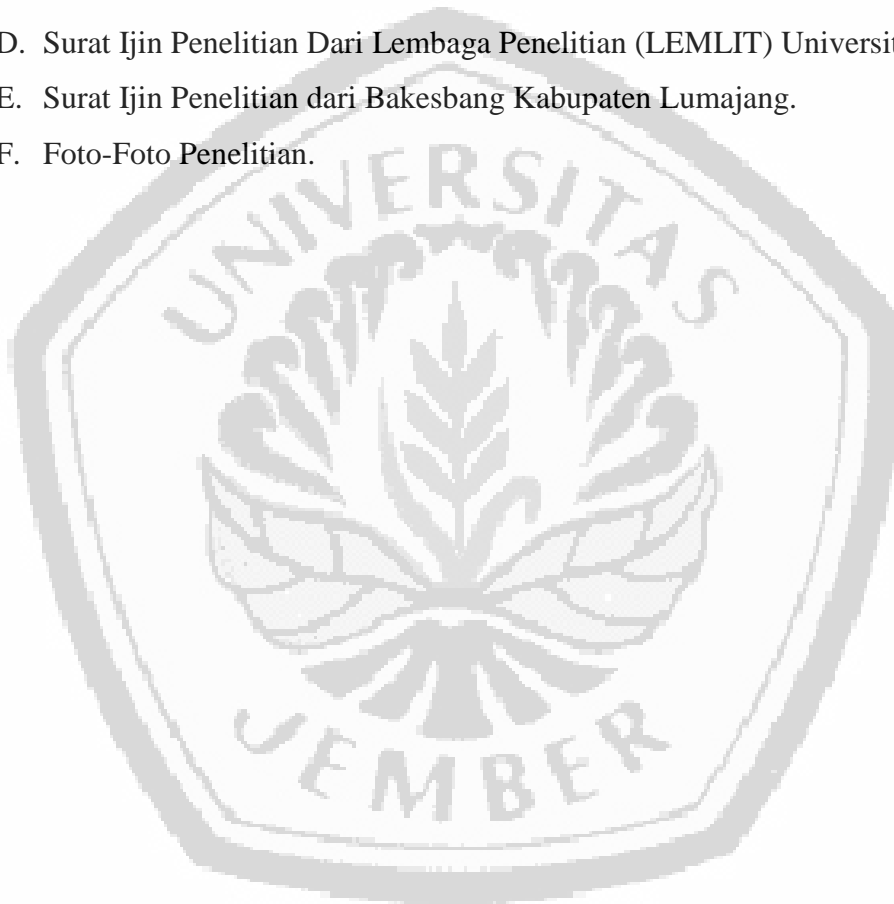 D. Surat Ijin Penelitian Dari Lembaga Penelitian (LEMLIT)
E. Surat Ijin Penelitian dari Bakesbang Kabupaten Lumajang.
F. Foto-Foto Penelitian.
UNIVERSITAS
JEMBER